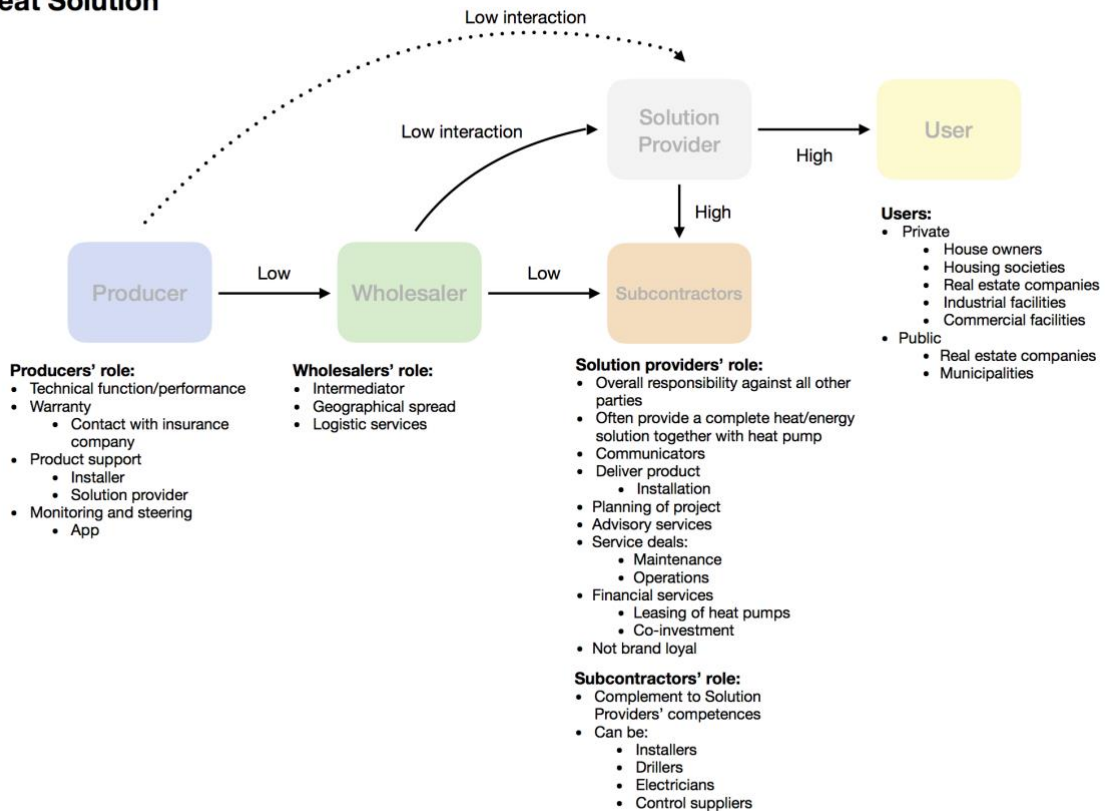 eat Solution
Low interaction
Low interaction
Solution
Provider
High
User
High
Producer
Low
Wholesaler
Low
Subcontractors
Producers’ role:
• Technical function/performance
• Warranty
• Contact with insurance
company
• Product support
• Installer
• Solution provider
• Monitoring and steering
• App
Wholesalers’ role:
• Intermediator
• Geographical spread
• Logistic services
Solution providers’ role:
• Overall responsibility against all other
parties
• Often provide a complete heat/energy
solution together with heat pump
• Communicators
• Deliver product
• Installation
• Planning of project
• Advisory services
• Service deals:
• Maintenance
• Operations
• Financial services
• Leasing of heat pumps
• Co-investment
• Not brand loyal
Subcontractors’ role:
• Complement to Solution
Providers’ competences
• Can be:
• Installers
• Drillers
• Electricians
• Control suppliers
Users:
• Private
• House owners
• Housing societies
• Real estate companies
• Industrial facilities
• Commercial facilities
• Public
• Real estate companies
• Municipalities